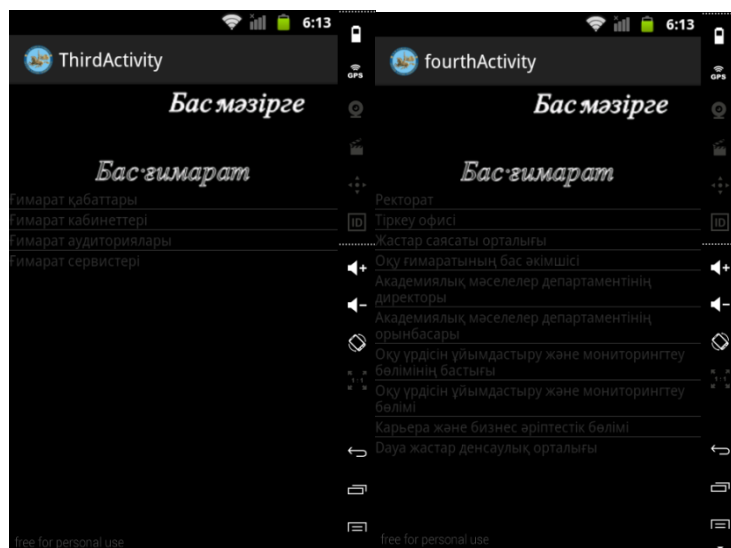 6:13
ThirdActivity
Бас мәзірге
Бас ғимарат
Ғимарат қабаттары
Ғимарат кабинеттері
Ғимарат аудиториялары
Ғимарат сервистері
free for personal use
GPS
ID
6:13
fourthActivity
Бас мәзірге
Бас ғимарат
Ректорат
Тіркеу офисі
Жастар саясаты орталығы
Оқу ғимаратының бас әкімшісі
Академиялық мәселелер департаментінің
директоры
Академиялық мәселелер департаментінің
орынбасары
Оқу үрдісін ұйымдастыру және мониторингтеу
бөлімінің бастығы
Оқу үрдісін ұйымдастыру және мониторингтеу
бөлімі
Карьера және бизнес әріптестік бөлімі
Daya жастар денсаулық орталығы
free for personal use
GPS
ID